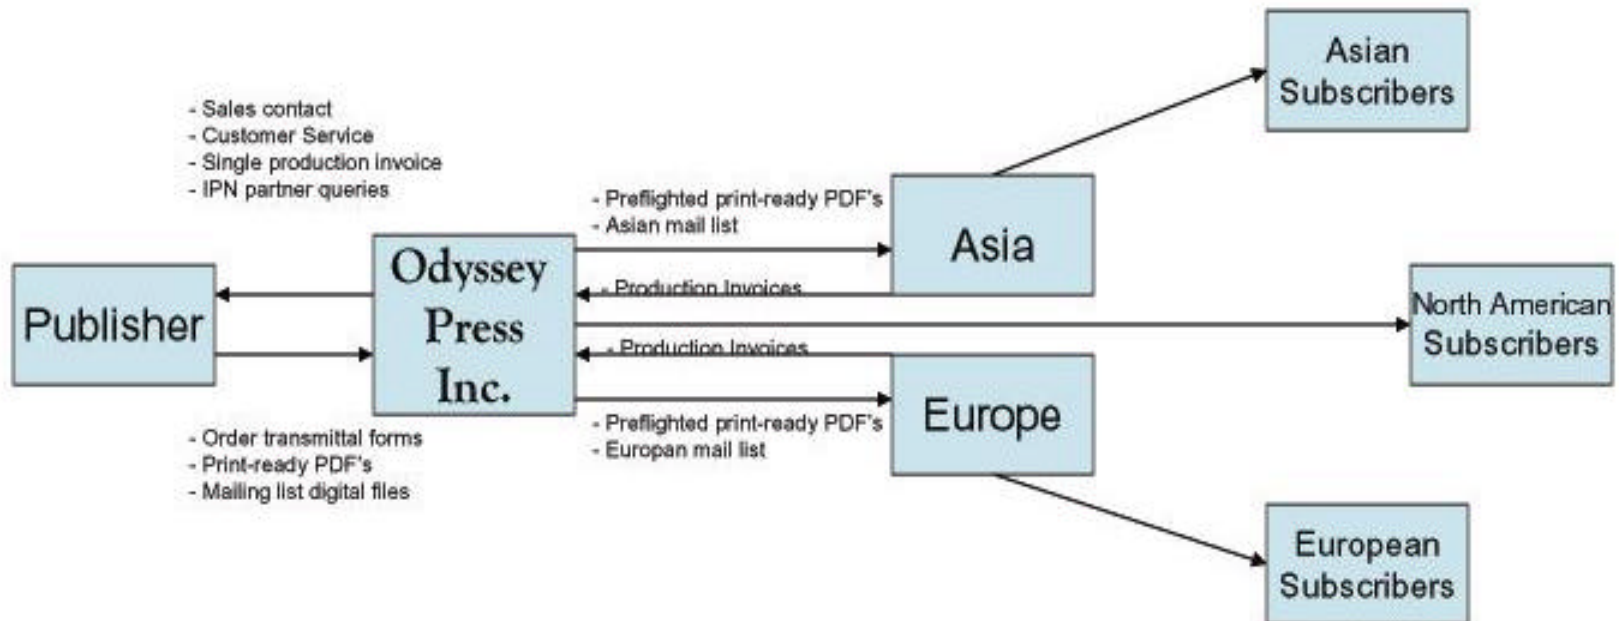 Asian
Subscribers
- Sales contact
- Customer Service
- Single production invoice
- IPN partner queries
- Preflighted print-ready PDF's
- Asian mail list
Asia
Odyssey
Press
Inc.
Publisher
- Production Invoices
North American
Subscribers
- Production Invoices
Europe
- Preflighted print-ready PDF's
- Europan mail list
- Order transmittal forms
- Print-ready PDF's
- Mailing list digital files
European
Subscribers